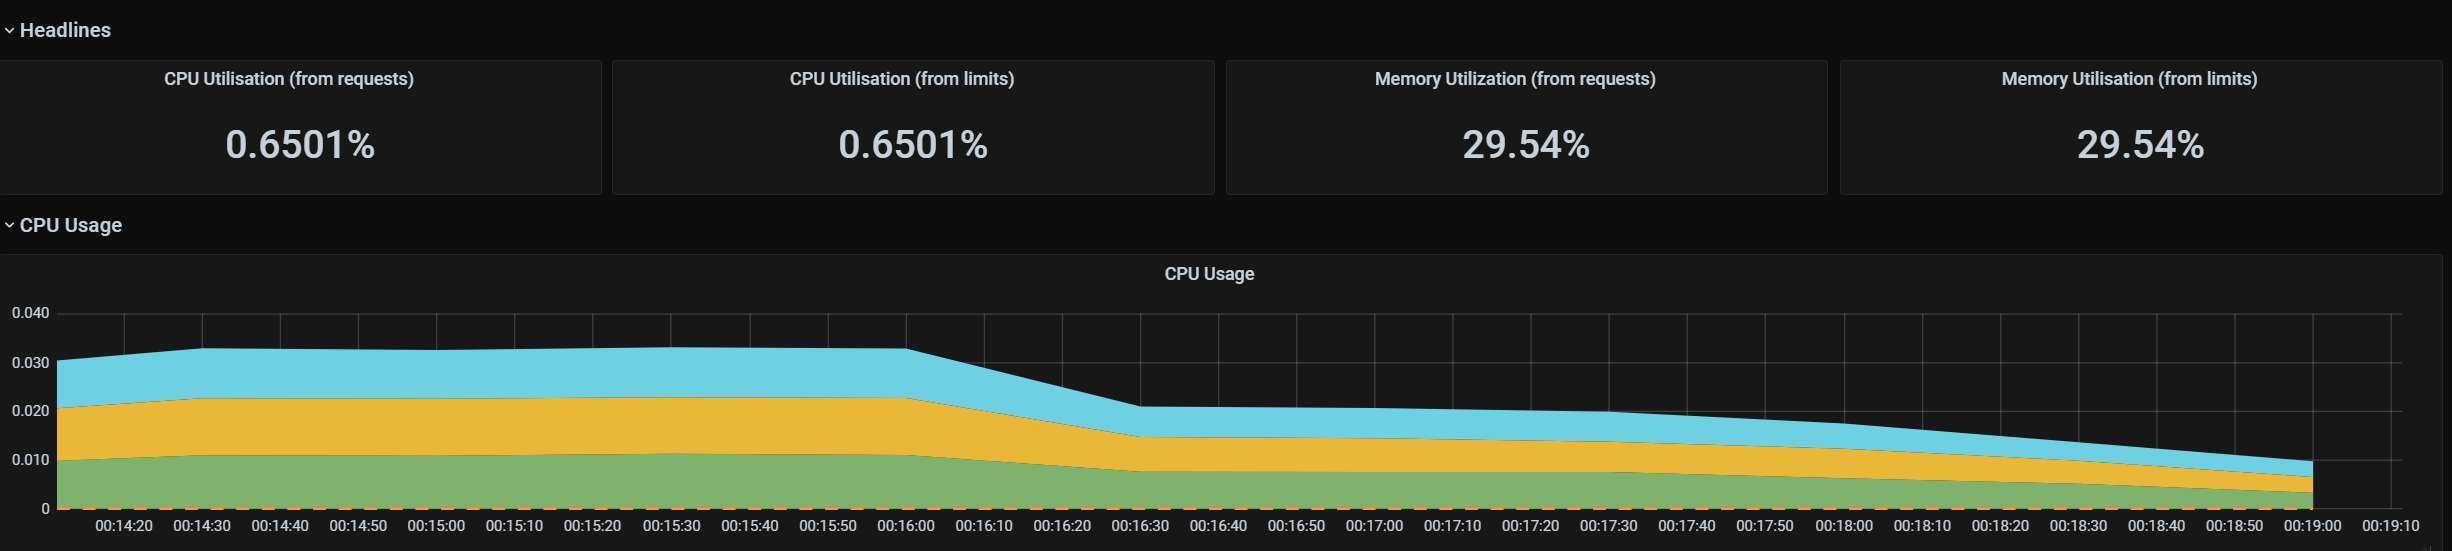 Headlines
CPU Utilisation (from requests) CPU Utilisation (from limits) Memory Utilization (from requests) Memory Utilisation (from limits)
0.6501% 0.6501% 29.54% 29.54%
CPU Usage
CPU Usage
0.040
0.030
0.020
0.010
0
00:14:20 00:14:30 00:14:40 00:14:50 00:15:00 00:15:10 00:15:20 00:15:30 00:15:40 00:15:50 00:16:00 00:16:10 00:16:20 00:16:30 00:16:40 00:16:50 00:17:00 00:17:10 00:17:20 00:17:30 00:17:40 00:17:50 00:18:00 00:18:10 00:18:20 00:18:30 00:18:40 00:18:50 00:19:00 00:19:10